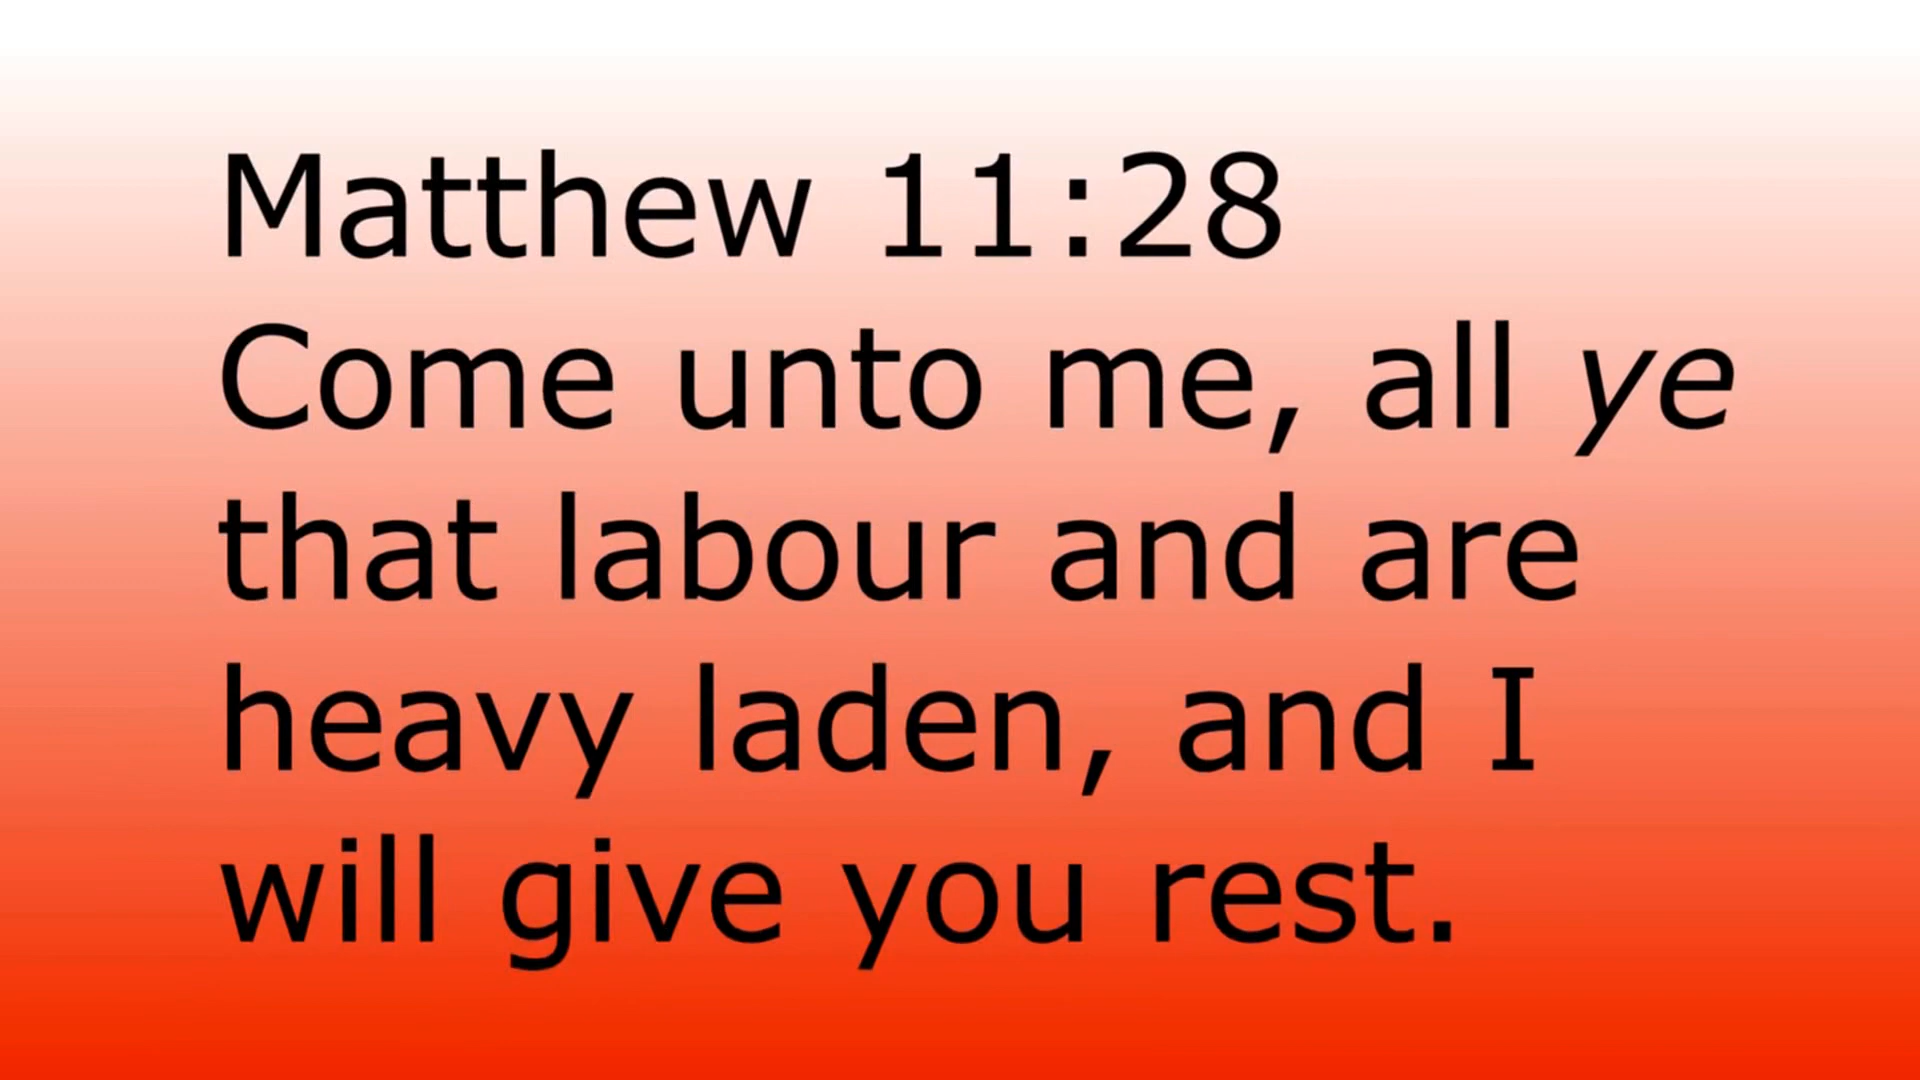 Matthew 11:28
Come unto me, all ye
that labour and are
heavy laden, and I
will give you rest.